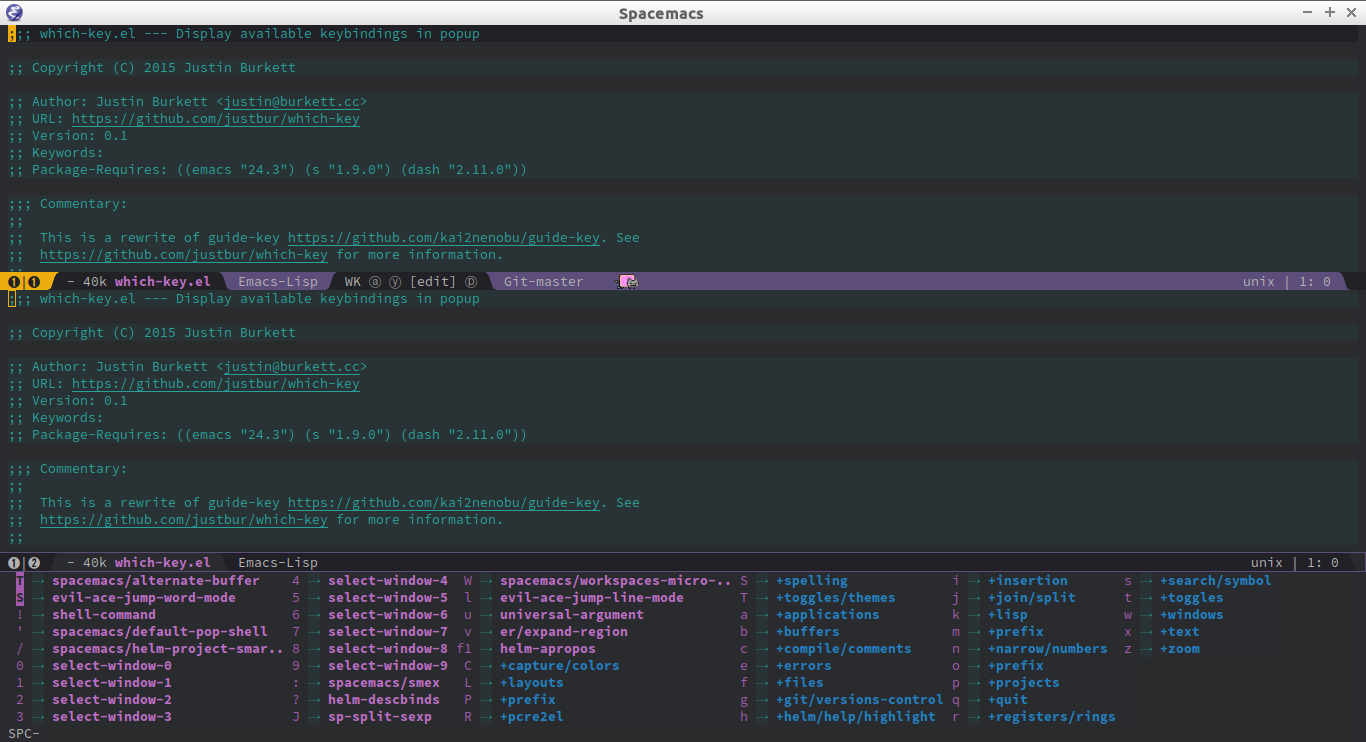 Spacemacs
;;; which-key.el --- Display available keybindings in popup
;; Copyright (C) 2015 Justin Burkett
;; Author: Justin Burkett <justin@burkett.cc>
;; URL: https://github.com/justbur/which-key
;; Version: 0.1
;; Keywords:
;; Package-Requires: ((emacs "24.3") (s "1.9.0") (dash "2.11.0"))
;;; Commentary:
;;
;;  This is a rewrite of guide-key https://github.com/kai2nenobu/guide-key. See
;;  https://github.com/justbur/which-key for more information.
;;
❶|❶ - 40k which-key.el Emacs-Lisp WK ⓐ ⓨ [edit] ⓓ Git-master unix | 1: 0
;;; which-key.el --- Display available keybindings in popup
;; Copyright (C) 2015 Justin Burkett
;; Author: Justin Burkett <justin@burkett.cc>
;; URL: https://github.com/justbur/which-key
;; Version: 0.1
;; Keywords:
;; Package-Requires: ((emacs "24.3") (s "1.9.0") (dash "2.11.0"))
;;; Commentary:
;;
;;  This is a rewrite of guide-key https://github.com/kai2nenobu/guide-key. See
;;  https://github.com/justbur/which-key for more information.
;;
❶|❷ - 40k which-key.el Emacs-Lisp unix | 1: 0
T → spacemacs/alternate-buffer 4 → select-window-4 W → spacemacs/workspaces-micro-.. S → +spelling i → +insertion s → +search/symbol
S → evil-ace-jump-word-mode 5 → select-window-5 l → evil-ace-jump-line-mode T → +toggles/themes j → +join/split t → +toggles
! → shell-command 6 → select-window-6 u → universal-argument a → +applications k → +lisp w → +windows
' → spacemacs/default-pop-shell 7 → select-window-7 v → er/expand-region b → +buffers m → +prefix x → +text
/ → spacemacs/helm-project-smar.. 8 → select-window-8 f1 → helm-apropos c → +compile/comments n → +narrow/numbers z → +zoom
0 → select-window-0 9 → select-window-9 C → +capture/colors e → +errors o → +prefix
1 → select-window-1 : → spacemacs/smex L → +layouts f → +files p → +projects
2 → select-window-2 ? → helm-descbinds P → +prefix g → +git/versions-control q → +quit
3 → select-window-3 J → sp-split-sexp R → +pcre2el h → +helm/help/highlight r → +registers/rings
SPC-